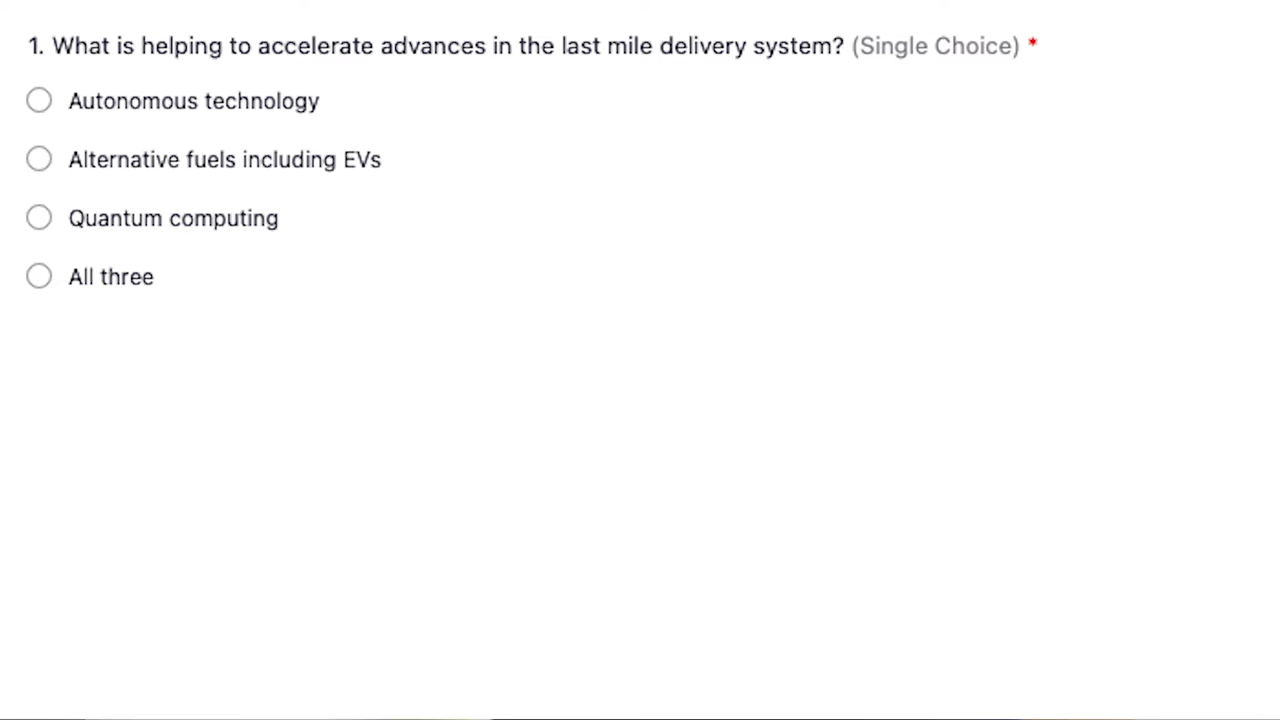 1. What is helping to accelerate advances in the last mile delivery system? (Single Choice) *
Autonomous technology
Alternative fuels including EVs
Quantum computing
All three